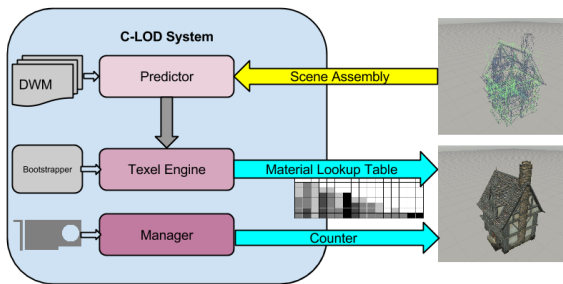 C-LOD System
DWM
Predictor
Scene Assembly
Bootstrapper
Texel Engine
Material Lookup Table
Manager
Counter